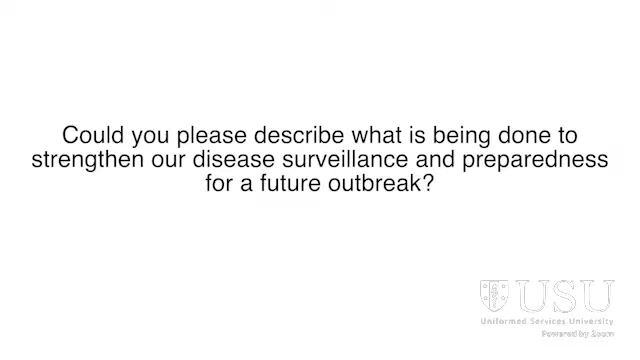 Could you please describe what is being done to
strengthen our disease surveillance and preparedness
for a future outbreak?
USU
Uniformed Services University
Powered by Zoom